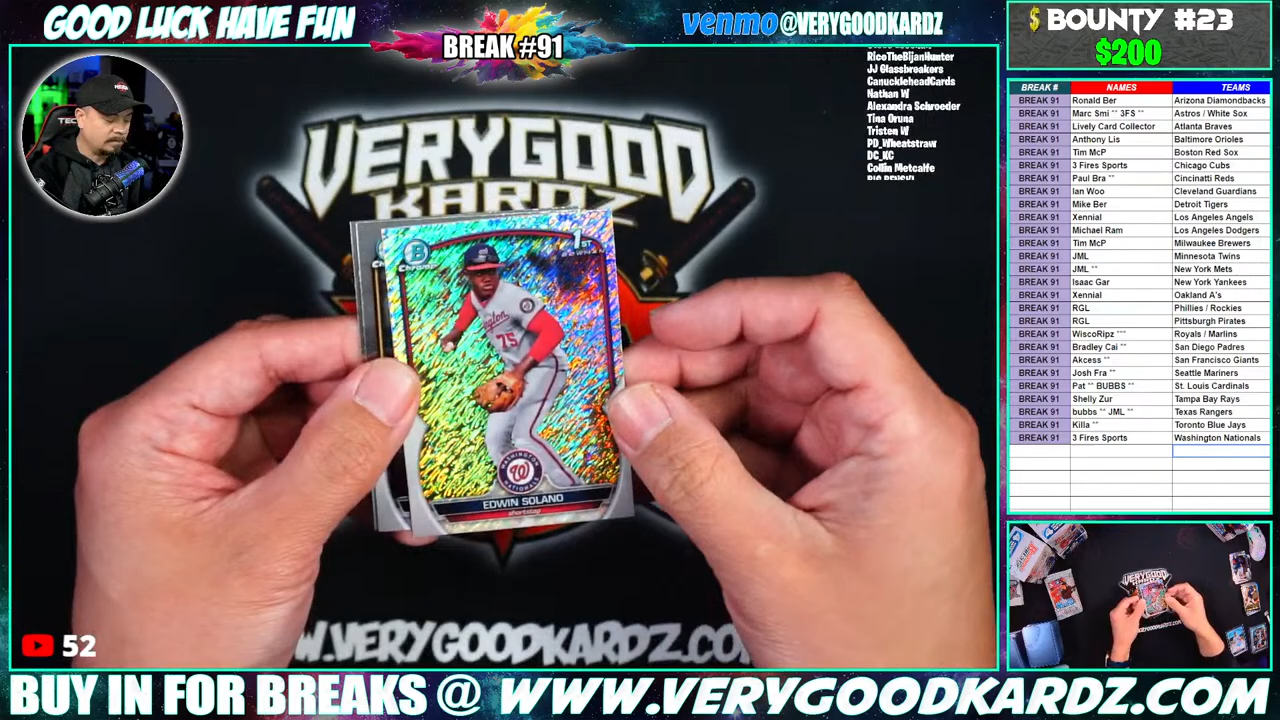 GOOD LUCK HAVE FUN
BREAK #91
venmo @VERYGOODKARDZ
$ BOUNTY #23
$200
RicoTheBijanHunter
JJ Glassbreakers
CanuckleheadCards
Nathan W
Alexandra Schroeder
Tina Oruna
Tristen W
PD_Wheatstraw
DC_KC
Collin Metcalfe
BREAK # NAMES TEAMS
BREAK 91 Ronald Ber Arizona Diamondbacks
BREAK 91 Marc Smi ** 3FS ** Astros / White Sox
BREAK 91 Lively Card Collector Atlanta Braves
BREAK 91 Anthony Lis Baltimore Orioles
BREAK 91 Tim McP Boston Red Sox
BREAK 91 3 Fires Sports Chicago Cubs
BREAK 91 Paul Bra ** Cincinatti Reds
BREAK 91 Ian Woo Cleveland Guardians
BREAK 91 Mike Ber Detroit Tigers
BREAK 91 Xennial Los Angeles Angels
BREAK 91 Michael Ram Los Angeles Dodgers
BREAK 91 Tim McP Milwaukee Brewers
BREAK 91 JML Minnesota Twins
BREAK 91 JML ** New York Mets
BREAK 91 Isaac Gar New York Yankees
BREAK 91 Xennial Oakland A's
BREAK 91 RGL Phillies / Rockies
BREAK 91 RGL Pittsburgh Pirates
BREAK 91 WiscoRipz *** Royals / Marlins
BREAK 91 Bradley Cai ** San Diego Padres
BREAK 91 Akcess ** San Francisco Giants
BREAK 91 Josh Fra ** Seattle Mariners
BREAK 91 Pat ** BUBBS ** St. Louis Cardinals
BREAK 91 Shelly Zur Tampa Bay Rays
BREAK 91 bubbs ** JML ** Texas Rangers
BREAK 91 Killa ** Toronto Blue Jays
BREAK 91 3 Fires Sports Washington Nationals
VERYGOOD
KARDZ
B
Chrome
1st
BOWMAN
75
WASHINGTON
W
NATIONALS
EDWIN SOLANO
shortstop
W.VERYGOODKARDZ.CO
52
BUY IN FOR BREAKS @ WWW.VERYGOODKARDZ.COM